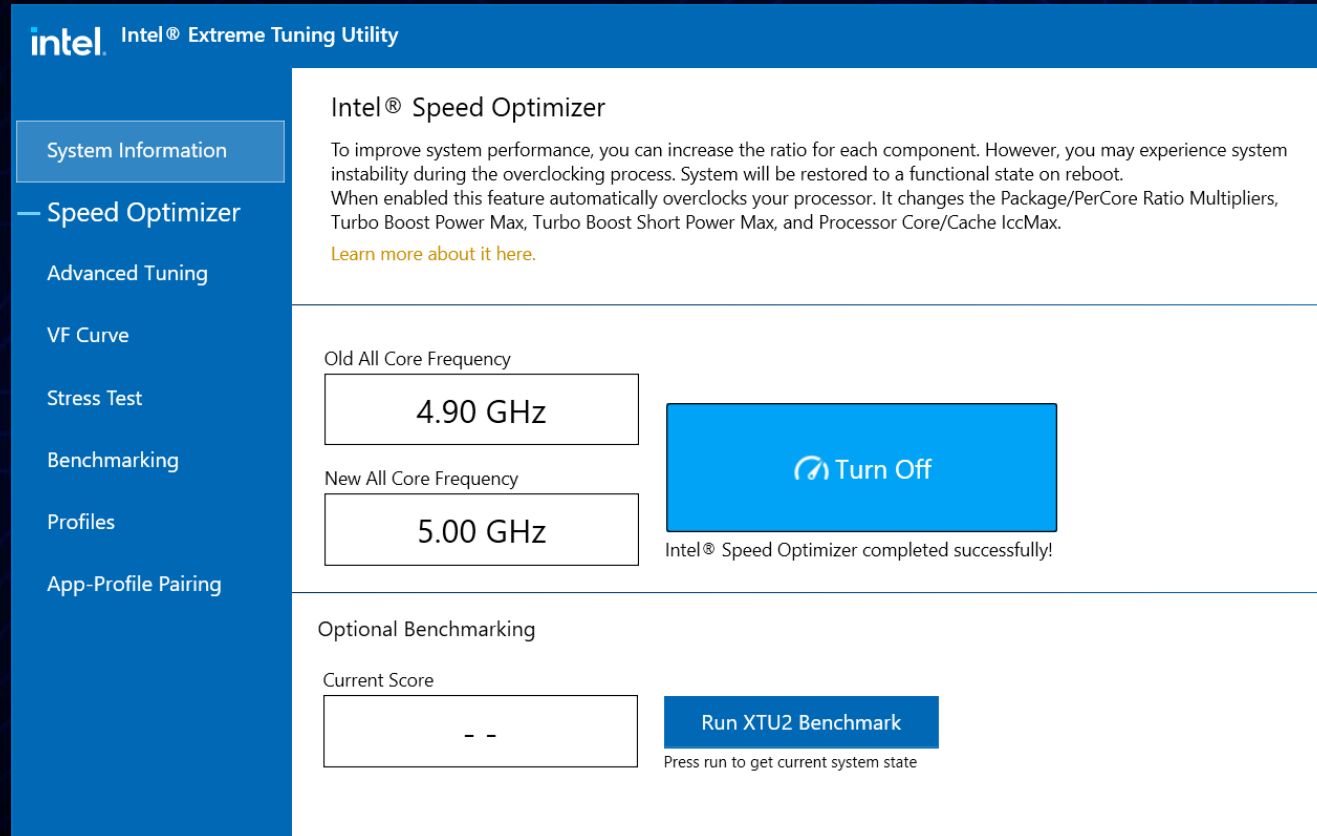 intel. Intel® Extreme Tuning Utility
System Information
Speed Optimizer
Advanced Tuning
VF Curve
Stress Test
Benchmarking
Profiles
App-Profile Pairing
Intel® Speed Optimizer
To improve system performance, you can increase the ratio for each component. However, you may experience system
instability during the overclocking process. System will be restored to a functional state on reboot.
When enabled this feature automatically overclocks your processor. It changes the Package/PerCore Ratio Multipliers,
Turbo Boost Power Max, Turbo Boost Short Power Max, and Processor Core/Cache IccMax.
Learn more about it here.
Old All Core Frequency
4.90 GHz
New All Core Frequency
5.00 GHz
Turn Off
Intel® Speed Optimizer completed successfully!
Optional Benchmarking
Current Score
- -
Run XTU2 Benchmark
Press run to get current system state